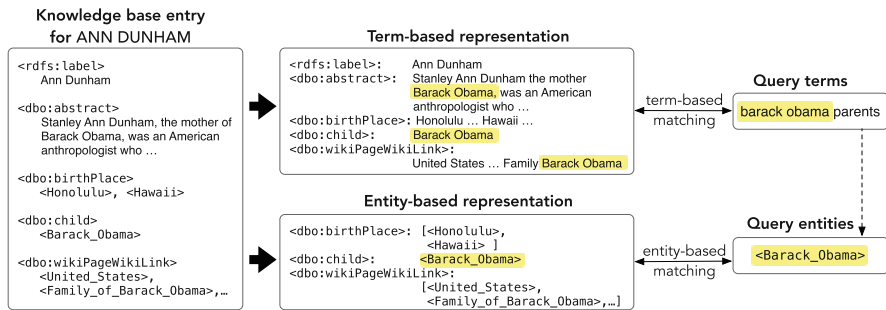 Knowledge base entry
for ANN DUNHAM
<rdfs:label>
Ann Dunham
<dbo:abstract>
Stanley Ann Dunham, the mother of
Barack Obama, was an American
anthropologist who …
<dbo:birthPlace>
<Honolulu>, <Hawaii>
<dbo:child>
<Barack_Obama>
<dbo:wikiPageWikiLink>
<United_States>,
<Family_of_Barack_Obama>,…
Term-based representation
<rdfs:label>: Ann Dunham
<dbo:abstract>: Stanley Ann Dunham the mother
Barack Obama, was an American
anthropologist who …
<dbo:birthPlace>: Honolulu … Hawaii …
<dbo:child>: Barack Obama
<dbo:wikiPageWikiLink>:
United States … Family Barack Obama
Entity-based representation
<dbo:birthPlace>: [<Honolulu>,
<Hawaii> ]
<dbo:child>: <Barack_Obama>
<dbo:wikiPageWikiLink>:
[<United_States>,
<Family_of_Barack_Obama>,…]
term-based
matching
entity-based
matching
Query terms
barack obama parents
Query entities
<Barack_Obama>